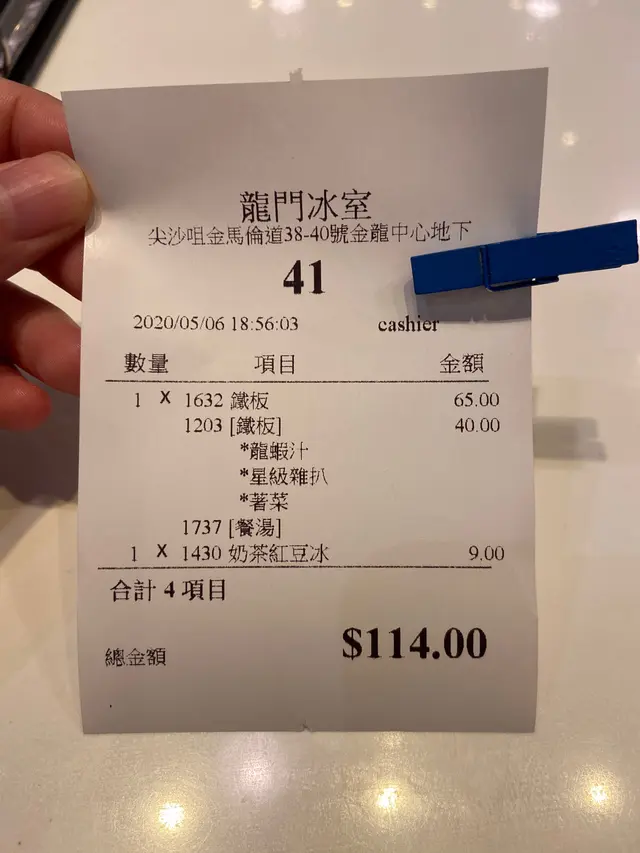 龍門冰室
尖沙咀金馬倫道38-40號金龍中心地下
41
2020/05/06 18:56:03 cashier
數量 項目 金額
1 X 1632 鐵板 65.00
1203 [鐵板] 40.00
*龍蝦汁
*星級雜扒
*薯菜
1737 [餐湯]
1 X 1430 奶茶紅豆冰 9.00
合計 4 項目
總金額 $114.00